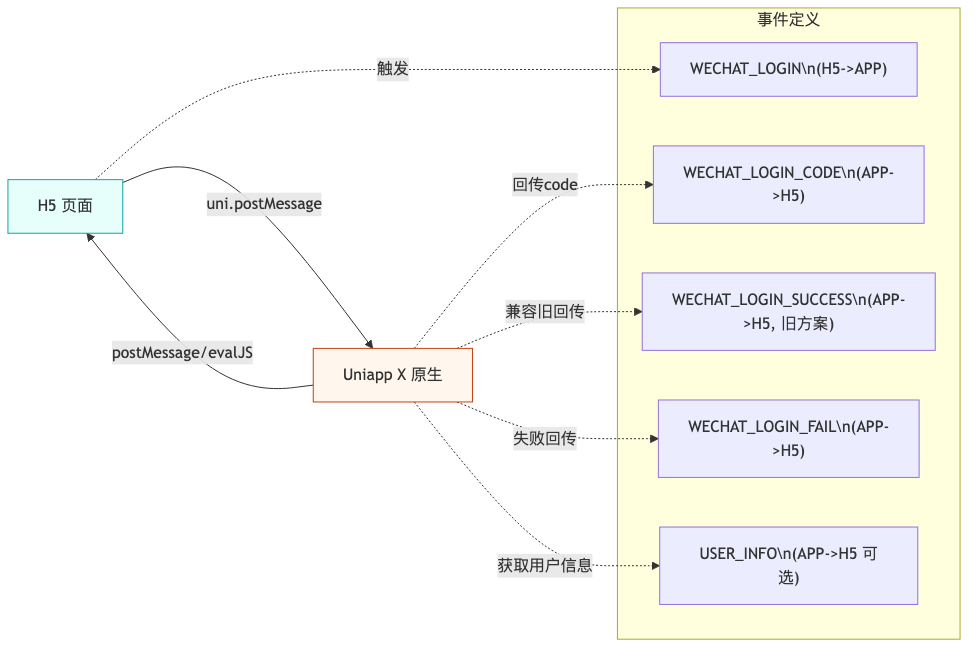 事件定义
WECHAT_LOGIN\n(H5->APP)
触发
回传code
WECHAT_LOGIN_CODE\n(APP-
>H5)
H5 页面
uni.postMessage
兼容旧回传
WECHAT_LOGIN_SUCCESS\n(APP-
>H5, 旧方案)
postMessage/evalJS
Uniapp X 原生
失败回传
WECHAT_LOGIN_FAIL\n(APP-
>H5)
获取用户信息
USER_INFO\n(APP->H5 可
选)